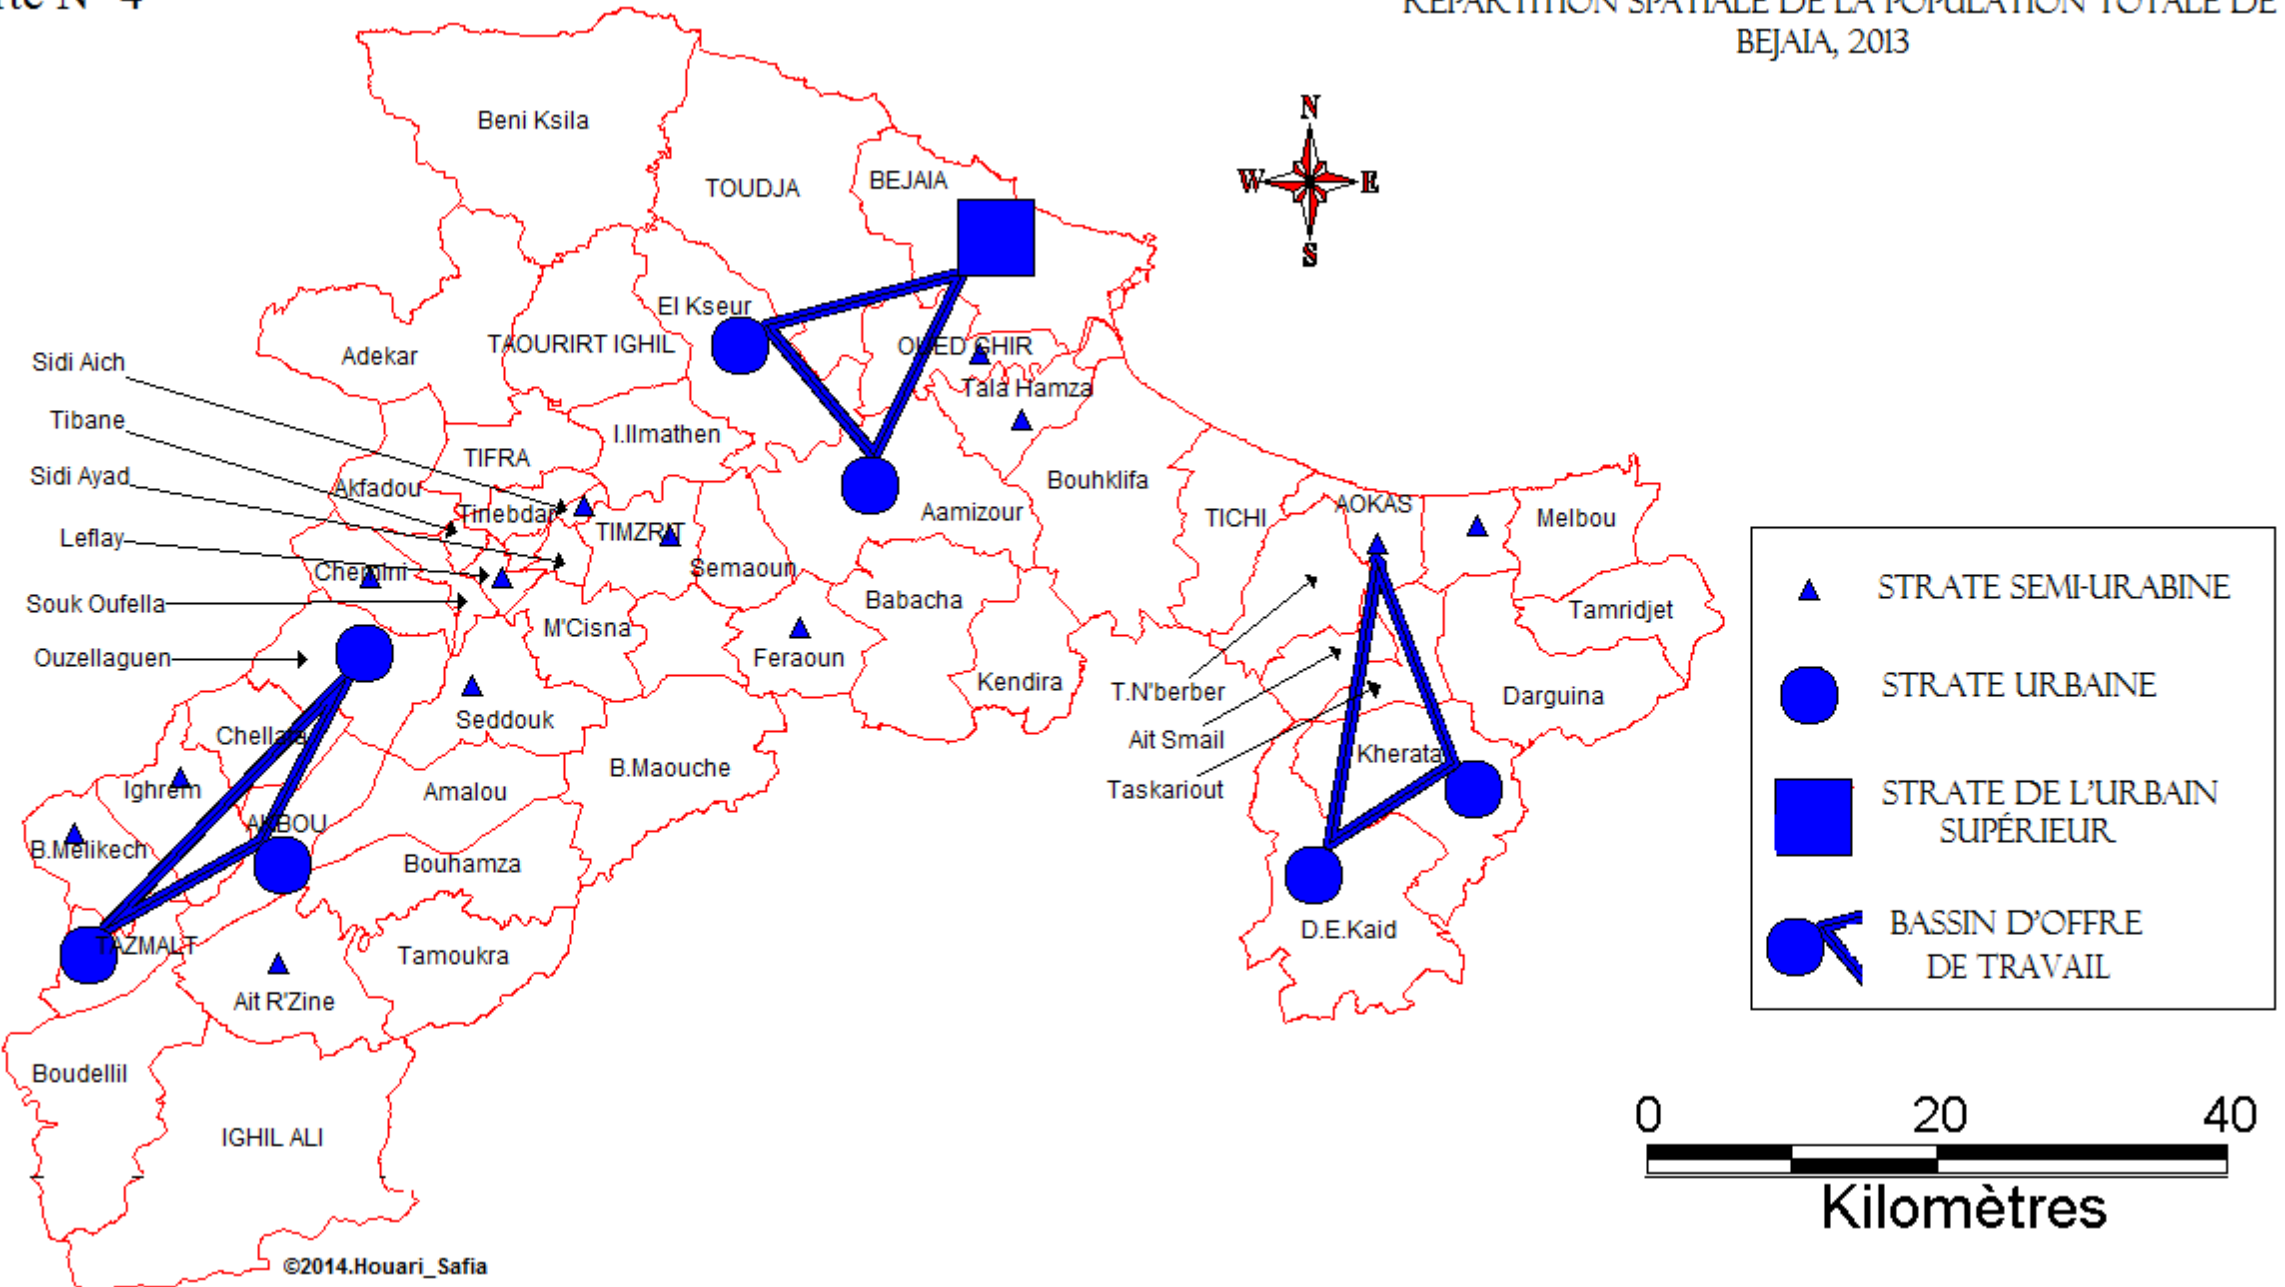 N° 4
RÉPARTITION SPATIALE DE LA POPULATION TOTALE DE
BEJAIA, 2013
N
W
E
S
Beni Ksila
TOUDJA
BEJAIA
El Kseur
OUED GHIR
TAOURIRT IGHIL
Adekar
Sidi Aich
Tala Hamza
Tibane
I.Ilmathen
TIFRA
Sidi Ayad
Akfadou
Bouhklifa
Tinebdar
Aamizour
TICHI
AOKAS
Melbou
TIMZRIT
Leflay
Chemini
Semaoun
Souk Oufella
Babacha
Tamridjet
M'Cisna
Ouzellaguen
Feraoun
Kendira
T.N'berber
Darguina
Seddouk
Chellata
Ait Smail
Kherata
B.Maouche
Ighrem
Amalou
Taskariout
AKBOU
B.Melikech
Bouhamza
D.E.Kaid
TAZMALT
Tamoukra
Ait R'Zine
Boudellil
IGHIL ALI
STRATE SEMI-URABINE
STRATE URBAINE
STRATE DE L'URBAIN
SUPÉRIEUR
BASSIN D'OFFRE
DE TRAVAIL
0 20 40
Kilomètres
©2014.Houari_Safia